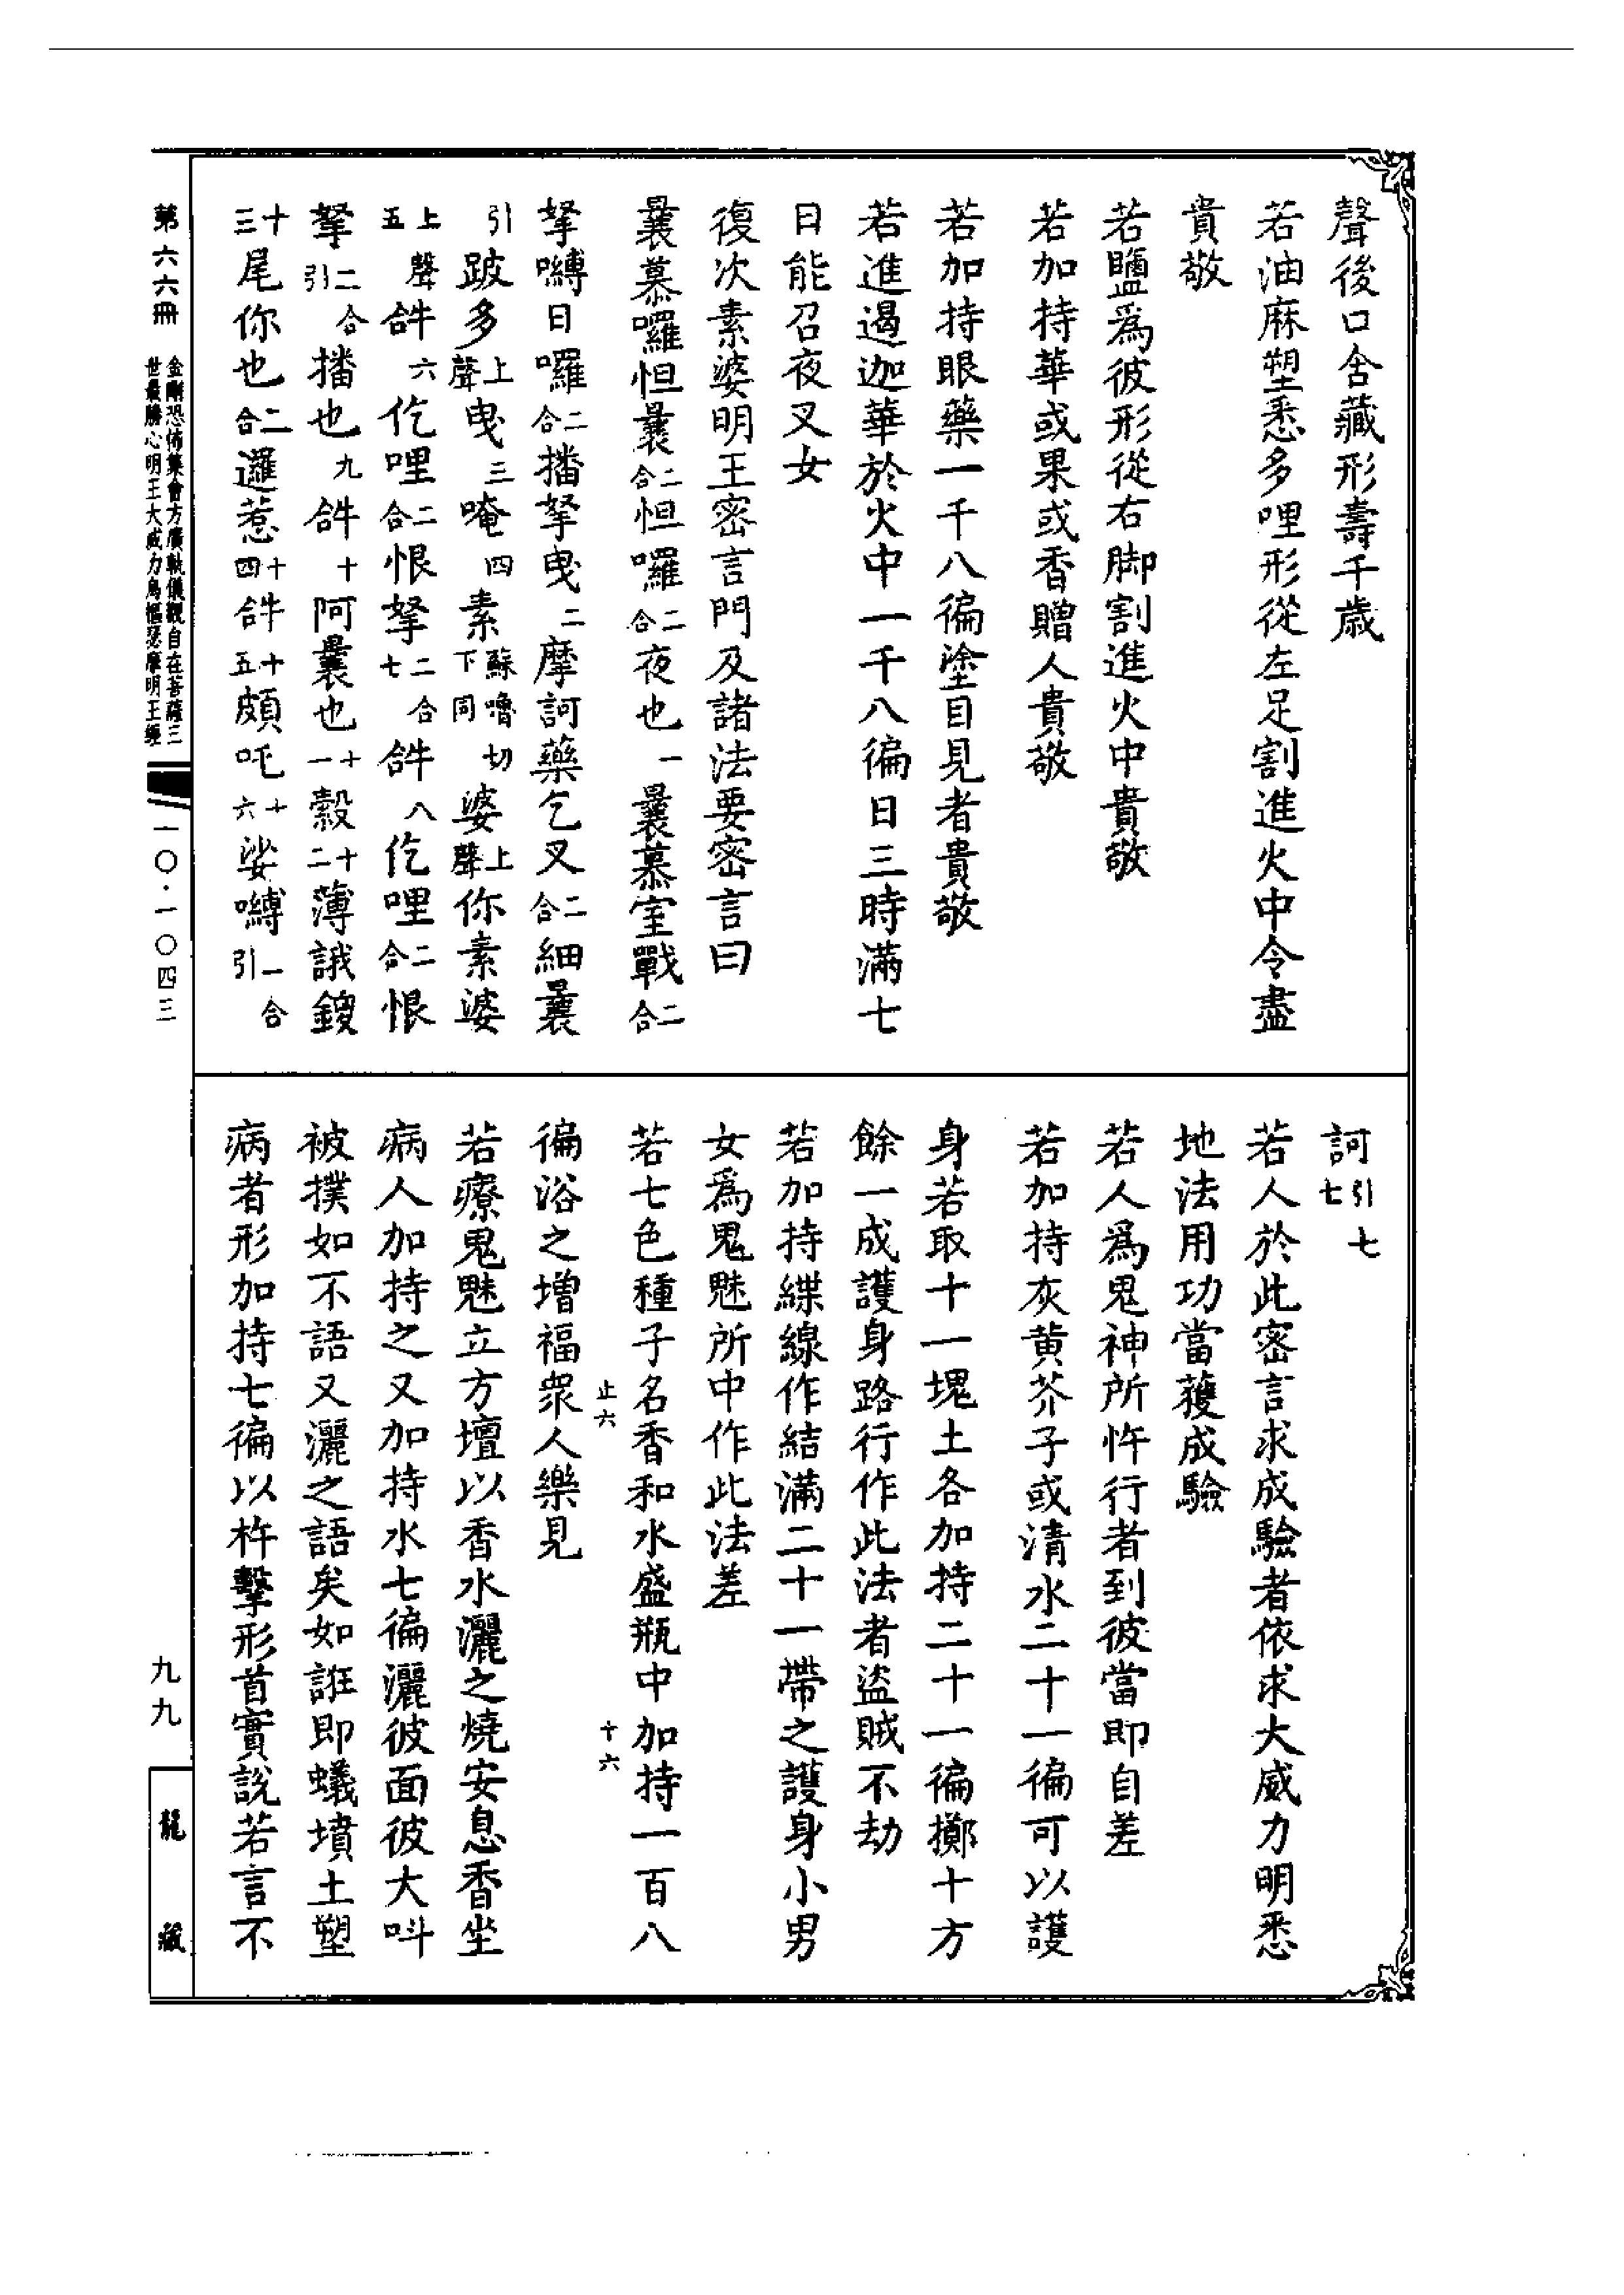 聲後口含藏形壽千歲
若油麻塑悉多哩形從左足割進火中令盡
貴敬
若鹽爲彼形從右脚割進火中貴敬
若加持華或果或香贈人貴敬
若加持眼藥一千八徧塗目見者貴敬
若進遏迦華於火中一千八徧日三時滿七
日能召夜叉女
復次素婆明王密言門及諸法要密言曰
曩慕囉怛曩二合怛囉二合夜也一曩慕室戰二合
拏嚩日囉二合播拏曳二摩訶藥乞叉二合細曩
引跛多上聲曳三唵四素蘇嚕切下同婆上聲你素婆
上聲五𤙖六仡哩二合恨拏二合七𤙖八仡哩二合恨
拏二合引播也九𤙖十阿曩也十一縠十二薄誐鑁
十三尾你也二合邏惹十四𤙖十五頗吒十六娑嚩二合引
訶引七七
若人於此密言求成驗者依求大威力明悉
地法用功當獲成驗
若人爲鬼神所忤行者到彼當即自差
若加持灰黄芥子或清水二十一徧可以護
身若取十一塊土各加持二十一徧擲十方
餘一成護身路行作此法者盜賊不劫
若加持緤線作結滿二十一帶之護身小男
女爲鬼魅所中作此法差
若七色種子名香和水盛瓶中加持一百八
止六
十六
徧浴之增福衆人樂見
若療鬼魅立方壇以香水灑之燒安息香坐
病人加持之又加持水七徧灑彼面彼大呌
被撲如不語又灑之語矣如誑即蟻墳土塑
病者形加持七徧以杵擊形首實說若言不
第六六冊
金剛恐怖集會方廣軌儀觀自在菩薩三
世最勝心明王大威力烏樞瑟摩明王經
一〇·一〇四三
九九
龍藏